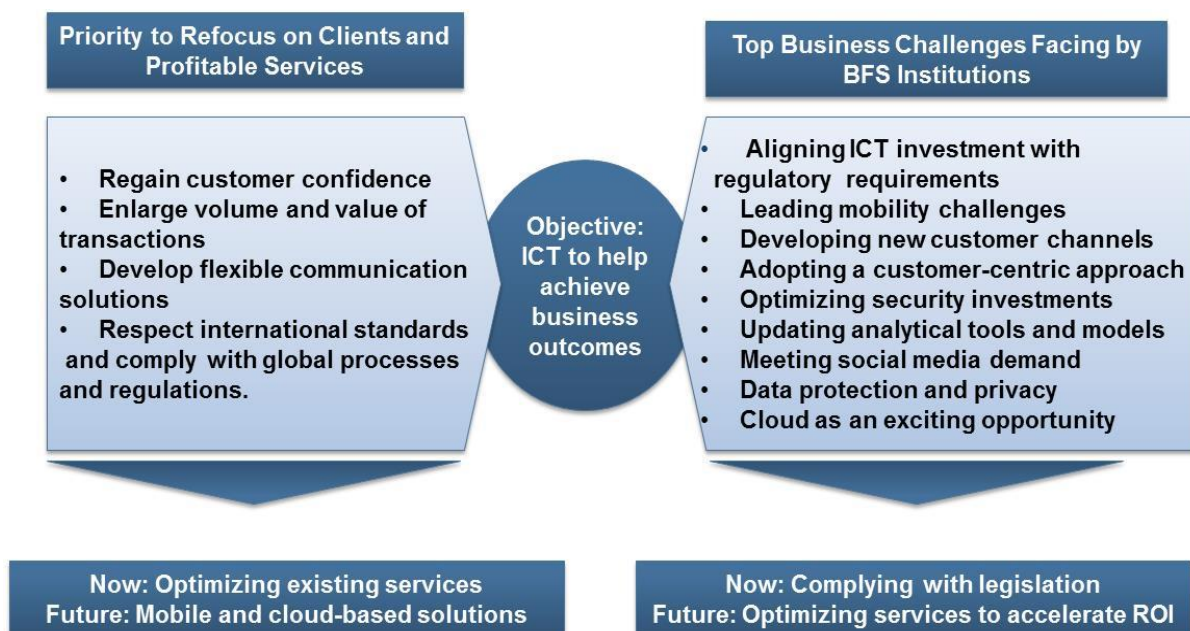 Priority to Refocus on Clients and
Profitable Services
• Regain customer confidence
• Enlarge volume and value of
transactions
• Develop flexible communication
solutions
• Respect international standards
and comply with global processes
and regulations.
Objective:
ICT to help
achieve
business
outcomes
Top Business Challenges Facing by
BFS Institutions
• Aligning ICT investment with
regulatory requirements
• Leading mobility challenges
• Developing new customer channels
• Adopting a customer-centric approach
• Optimizing security investments
• Updating analytical tools and models
• Meeting social media demand
• Data protection and privacy
• Cloud as an exciting opportunity
Now: Optimizing existing services
Future: Mobile and cloud-based solutions
Now: Complying with legislation
Future: Optimizing services to accelerate ROI